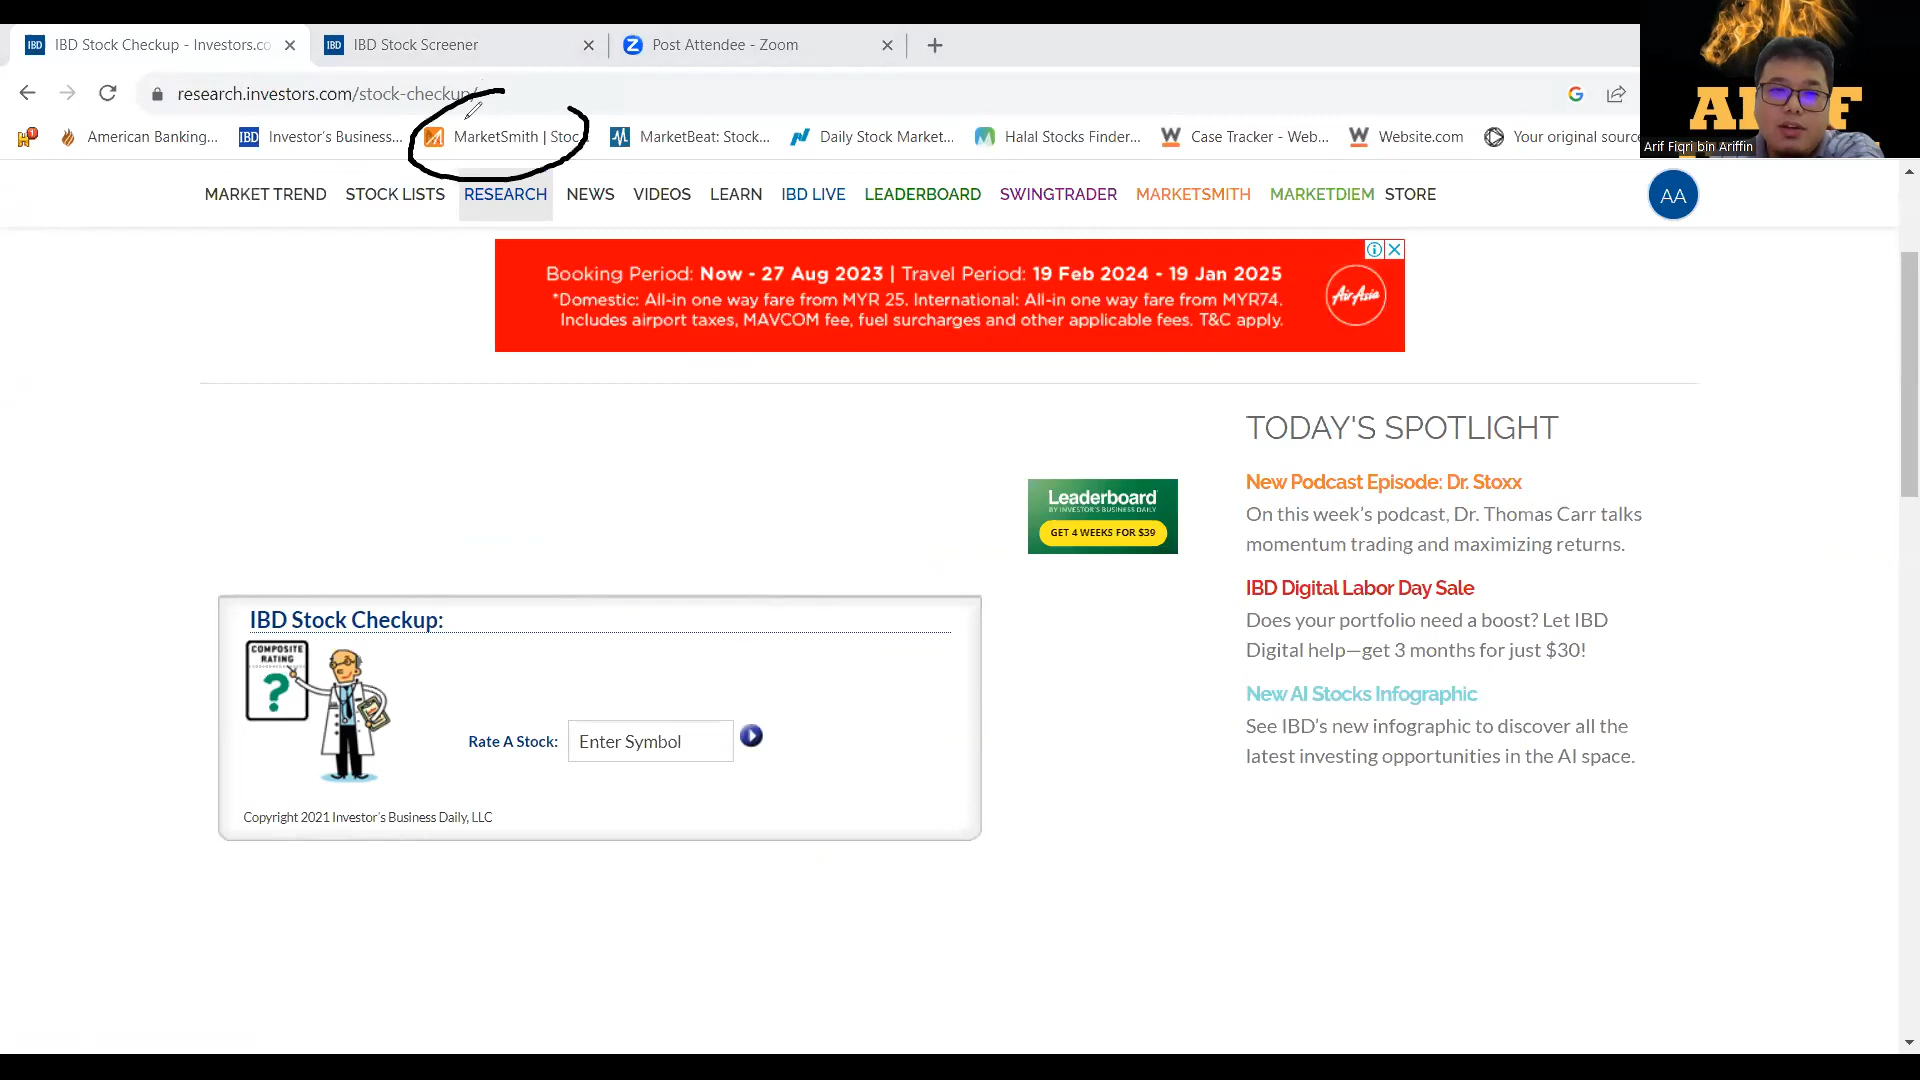 IBD Stock Checkup - Investors.co
IBD Stock Screener
Post Attendee - Zoom
research.investors.com/stock-checkup/
American Banking...
Investor's Business...
MarketSmith | Stoc
MarketBeat: Stock...
Daily Stock Market...
Halal Stocks Finder...
Case Tracker - Web...
Website.com
Your original source
Arif Fiqri bin Ariffin
MARKET TREND
STOCK LISTS
RESEARCH
NEWS
VIDEOS
LEARN
IBD LIVE
LEADERBOARD
SWINGTRADER
MARKETSMITH
MARKETDIEM
STORE
AA
Booking Period: Now - 27 Aug 2023 | Travel Period: 19 Feb 2024 - 19 Jan 2025
*Domestic: All-in one way fare from MYR 25. International: All-in one way fare from MYR74.
Includes airport taxes, MAVCOM fee, fuel surcharges and other applicable fees. T&C apply.
AirAsia
TODAY'S SPOTLIGHT
New Podcast Episode: Dr. Stoxx
On this week's podcast, Dr. Thomas Carr talks
momentum trading and maximizing returns.
IBD Digital Labor Day Sale
Does your portfolio need a boost? Let IBD
Digital help—get 3 months for just $30!
New AI Stocks Infographic
See IBD's new infographic to discover all the
latest investing opportunities in the AI space.
Leaderboard
BY INVESTOR'S BUSINESS DAILY
GET 4 WEEKS FOR $39
IBD Stock Checkup:
COMPOSITE
RATING
?
Rate A Stock:
Enter Symbol
Copyright 2021 Investor's Business Daily, LLC